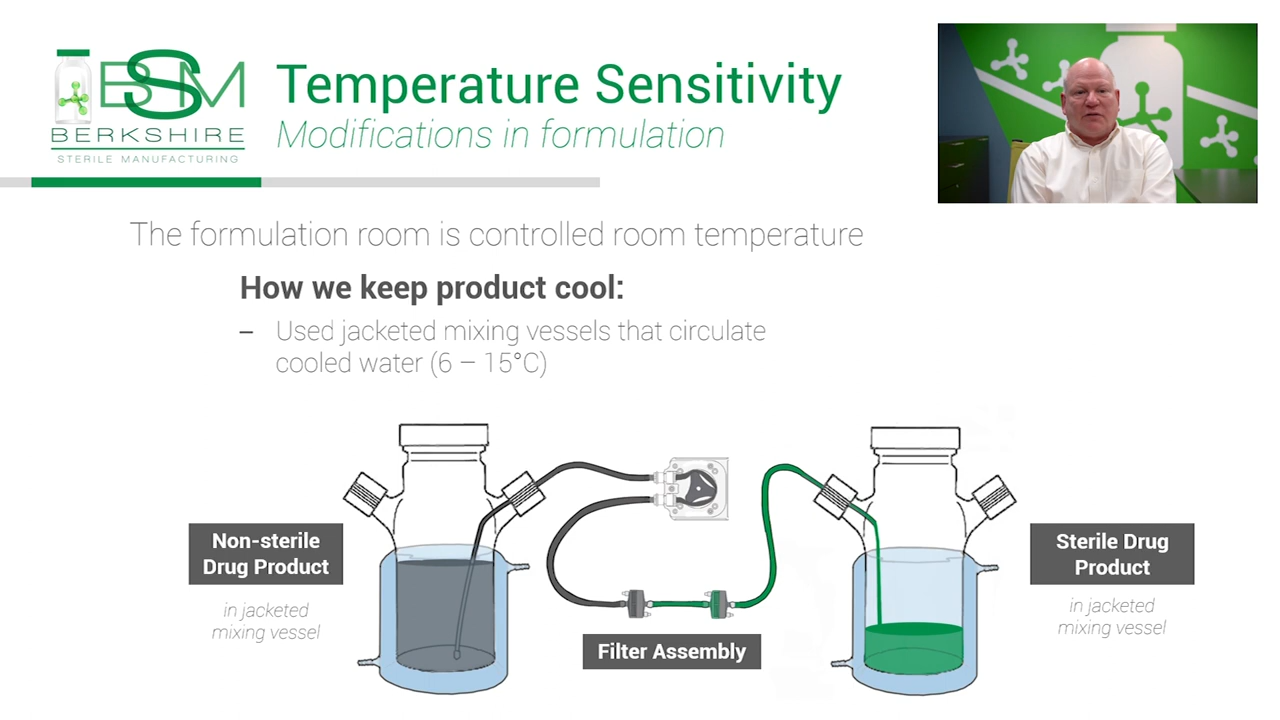 BSM
BERKSHIRE
STERILE MANUFACTURING
Temperature Sensitivity
Modifications in formulation
The formulation room is controlled room temperature
How we keep product cool:
– Used jacketed mixing vessels that circulate
cooled water (6 – 15°C)
Non-sterile
Drug Product
in jacketed
mixing vessel
Filter Assembly
Sterile Drug
Product
in jacketed
mixing vessel